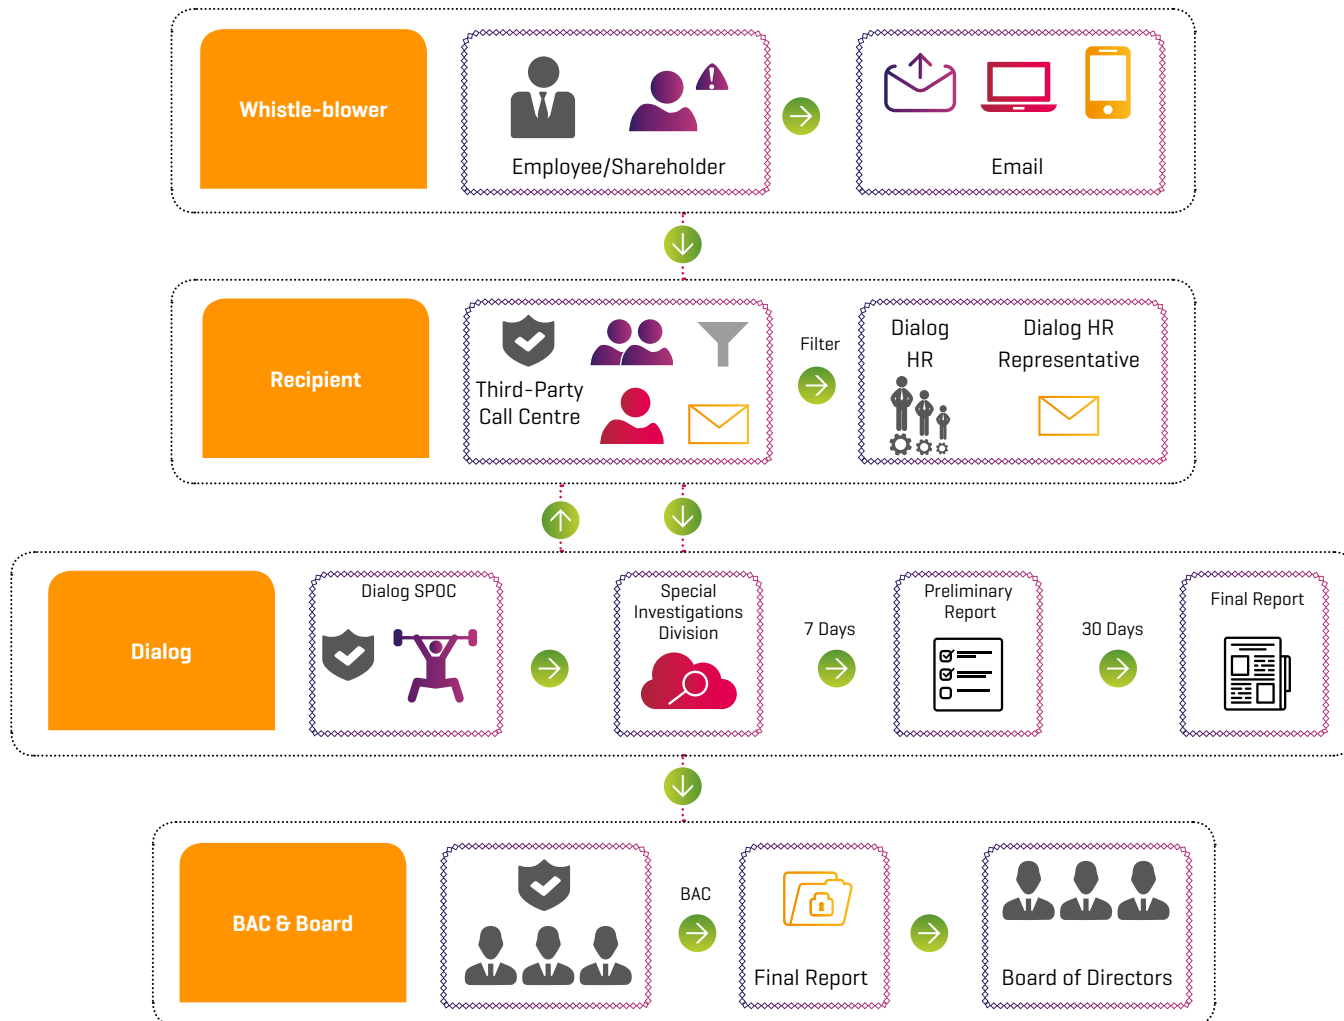 Whistle-blower
Employee/Shareholder
Email
Recipient
Third-Party
Call Centre
Filter
Dialog
HR
Dialog HR
Representative
Dialog
Dialog SPOC
Special
Investigations
Division
7 Days
Preliminary
Report
30 Days
Final Report
BAC & Board
BAC
Final Report
Board of Directors